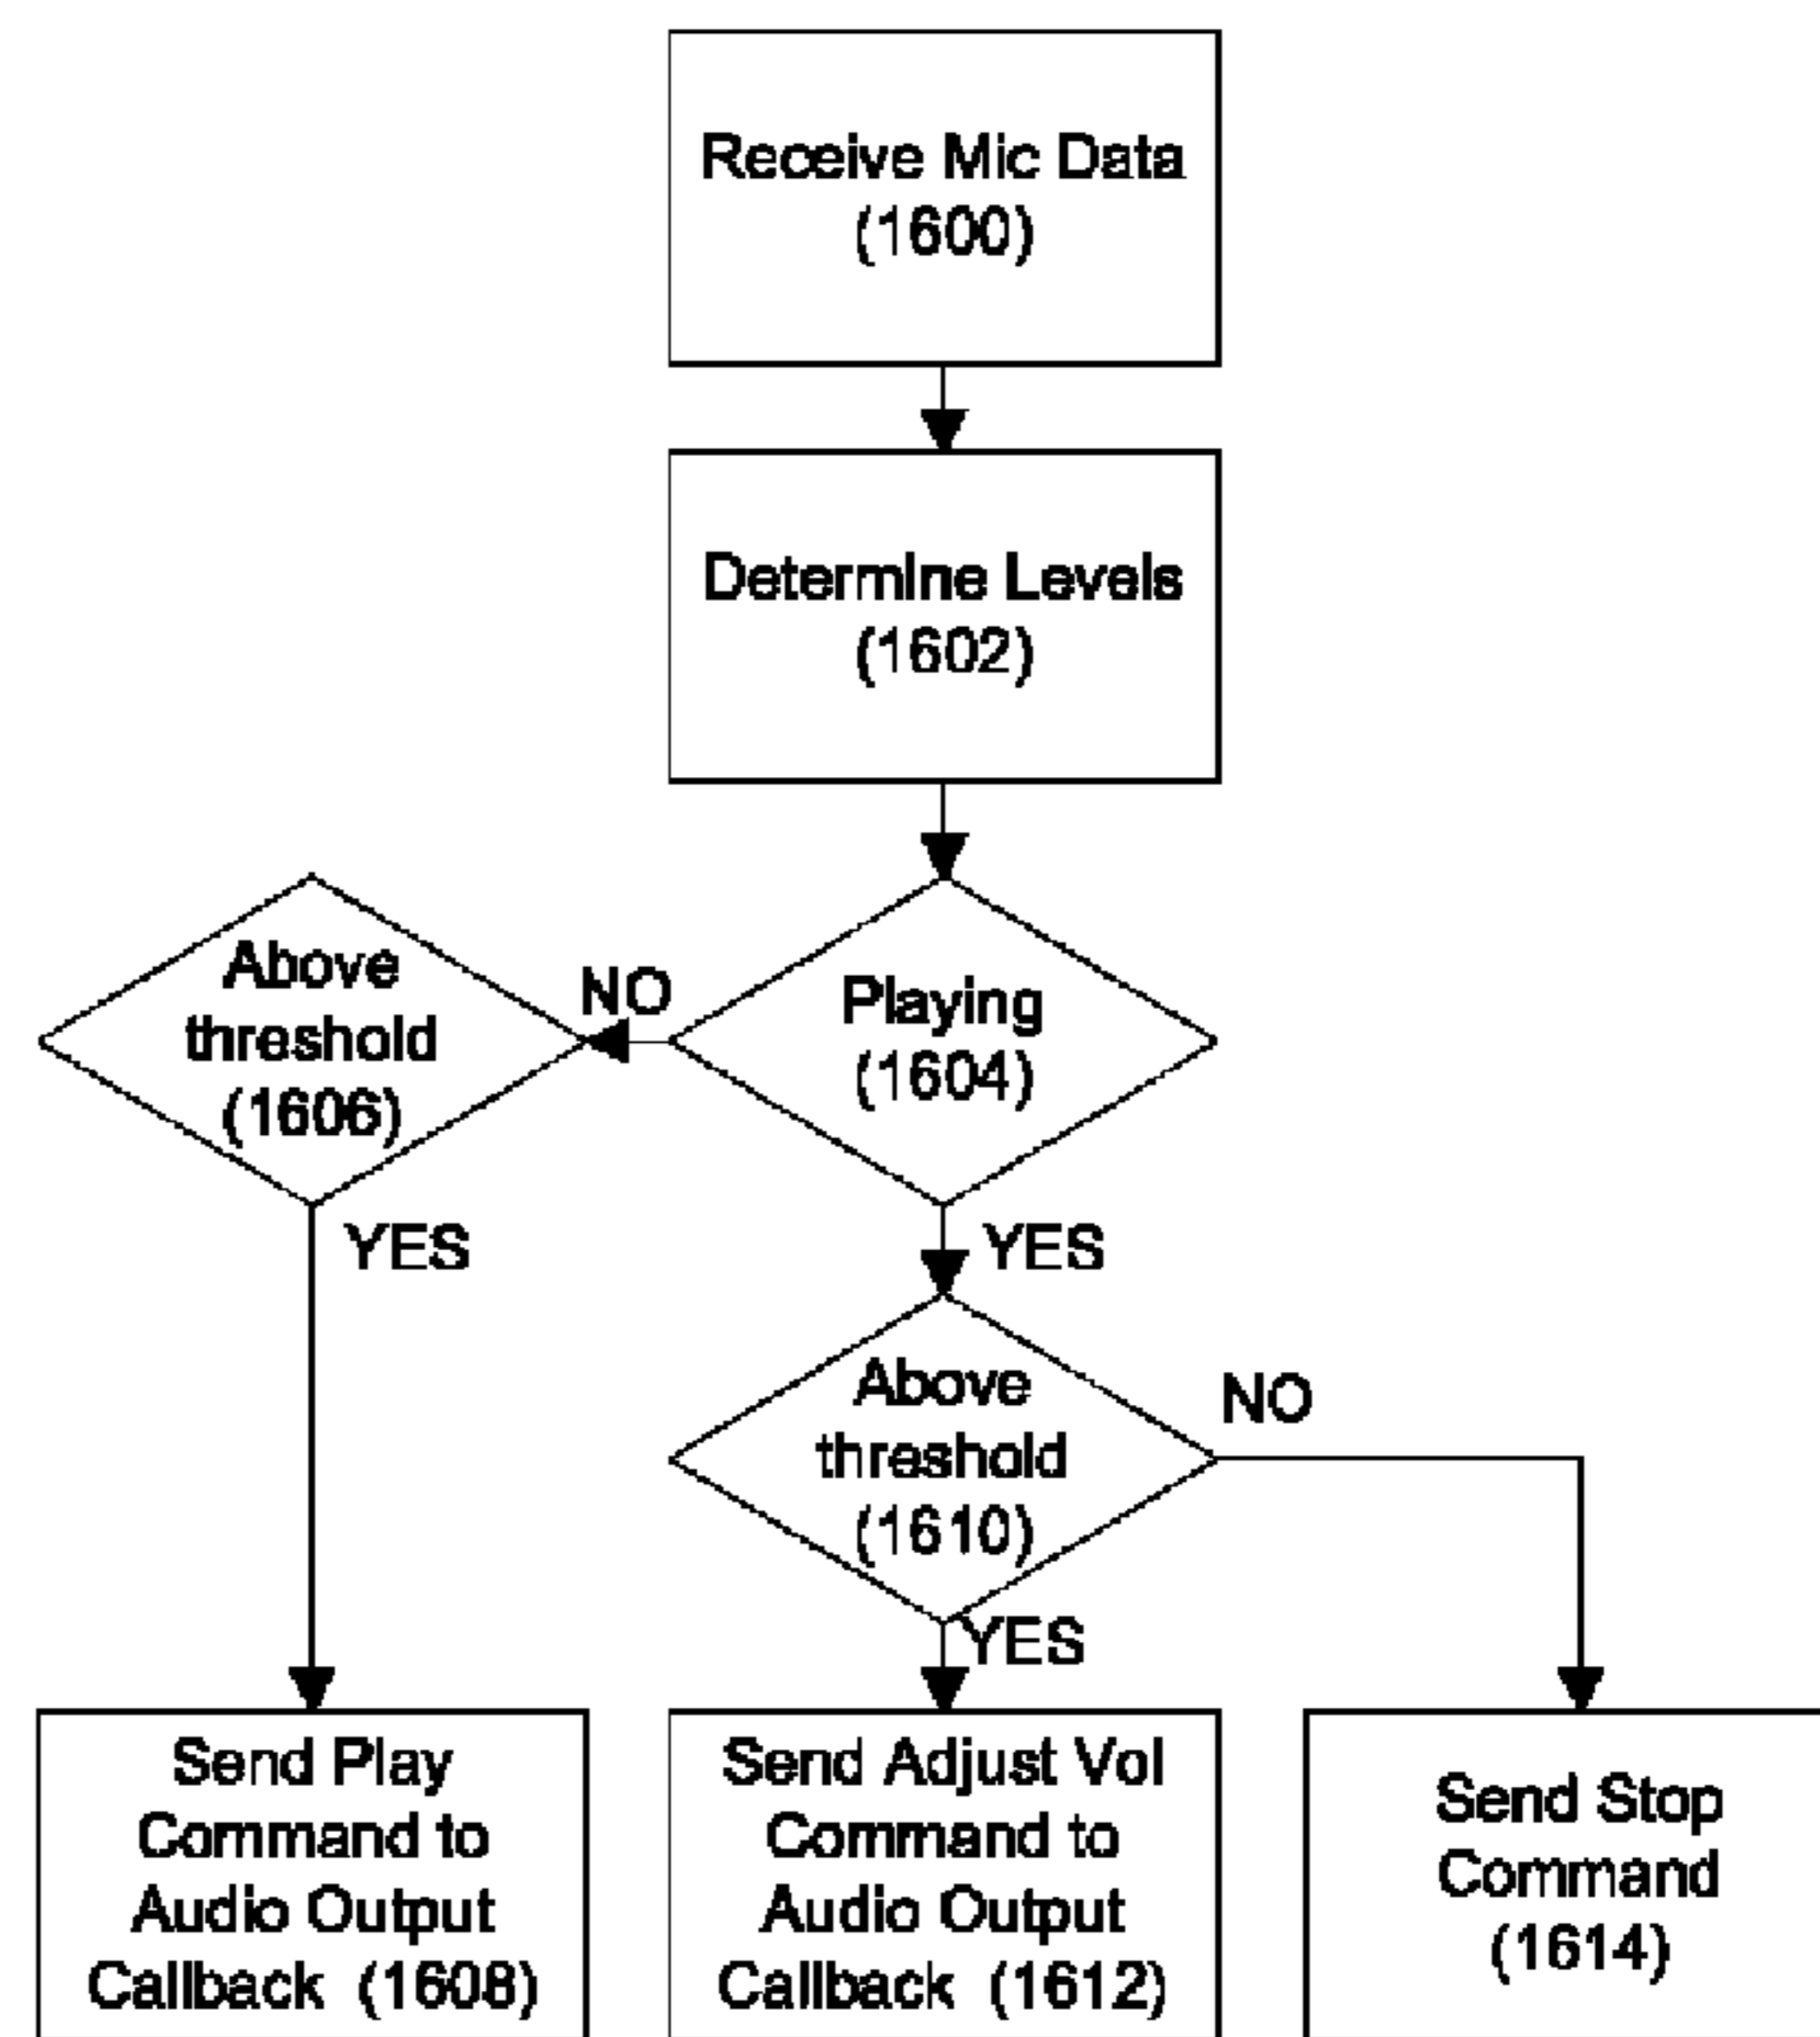 Receive Mic Data
(1600)
Determine Levels
(1602)
Above
threshold
(1606)
NO
Playing
(1604)
YES
YES
Above
threshold
(1610)
NO
YES
Send Play
Command to
Audio Output
Callback (1608)
Send Adjust Vol
Command to
Audio Output
Callback (1612)
Send Stop
Command
(1614)